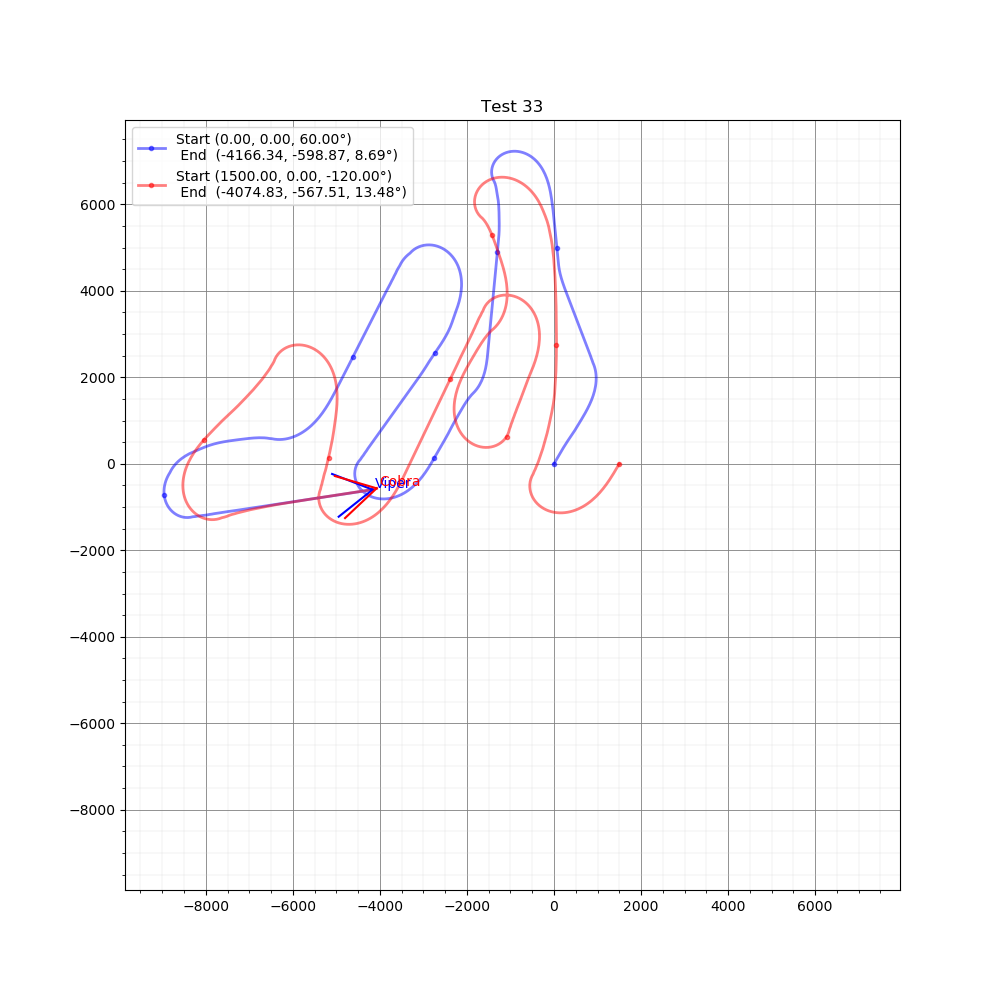 Test 33
Start (0.00, 0.00, 60.00°)
End (-4166.34, -598.87, 8.69°)
Start (1500.00, 0.00, -120.00°)
End (-4074.83, -567.51, 13.48°)
6000
4000
2000
0
−2000
−4000
−6000
−8000
Cobra
Viper
−8000 −6000 −4000 −2000 0 2000 4000 6000